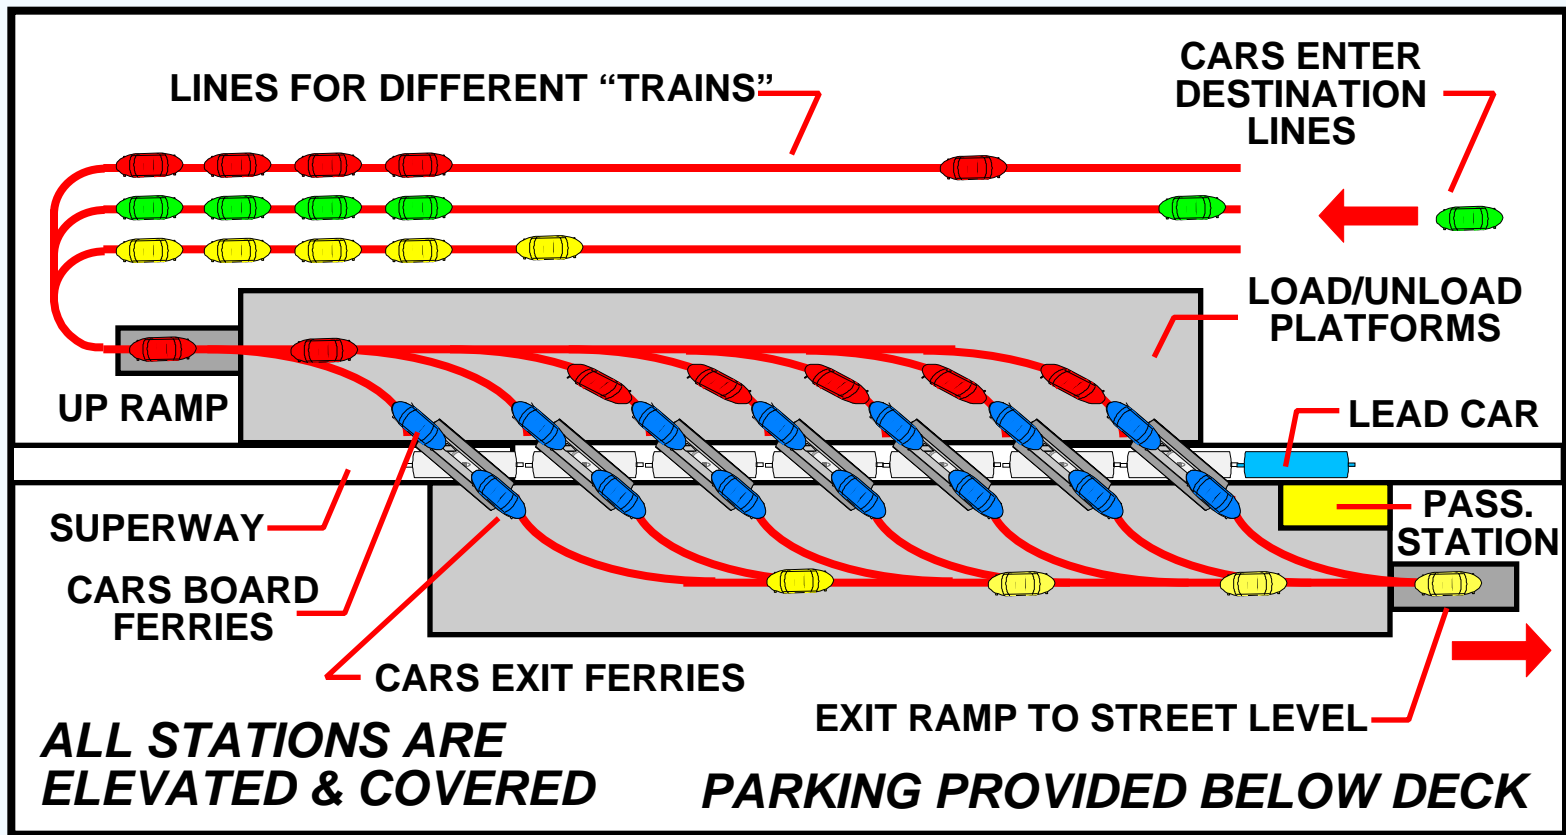 LINES FOR DIFFERENT “TRAINS”
CARS ENTER
DESTINATION
LINES
LOAD/UNLOAD
PLATFORMS
UP RAMP
LEAD CAR
SUPERWAY
PASS.
STATION
CARS BOARD
FERRIES
CARS EXIT FERRIES
EXIT RAMP TO STREET LEVEL
ALL STATIONS ARE
ELEVATED & COVERED
PARKING PROVIDED BELOW DECK